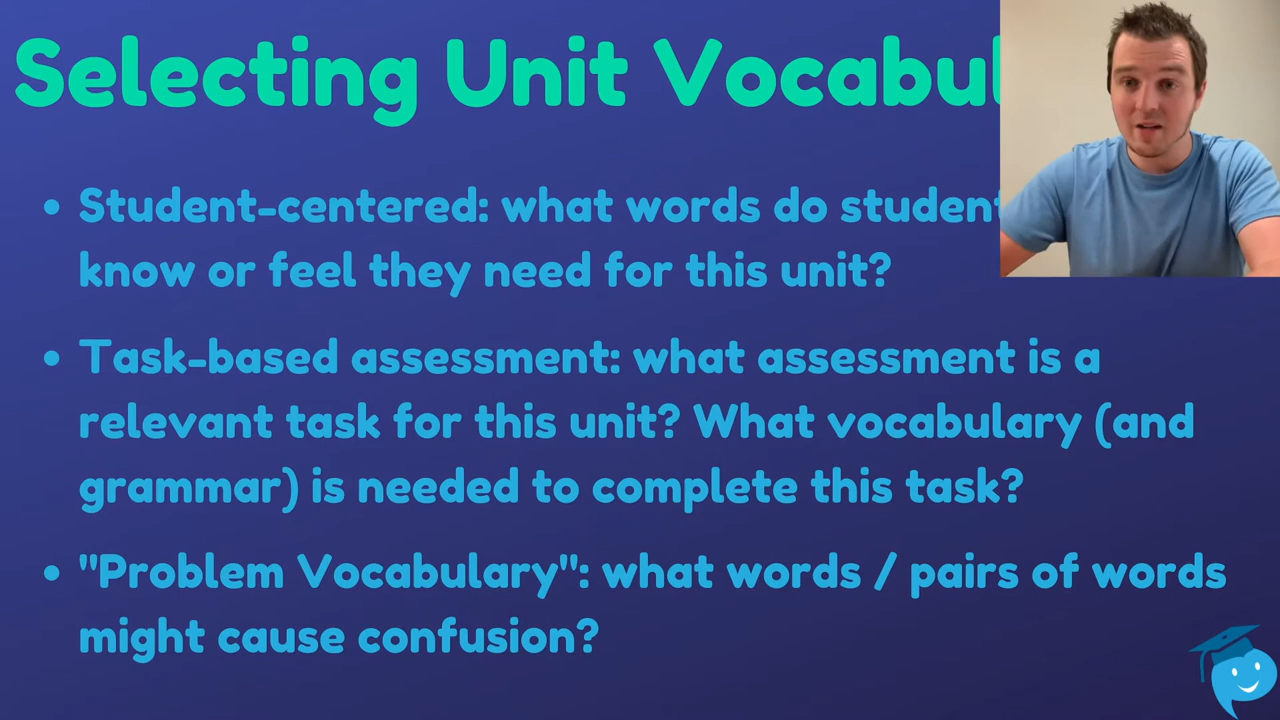 Selecting Unit Vocabul
• Student-centered: what words do student
know or feel they need for this unit?
• Task-based assessment: what assessment is a
relevant task for this unit? What vocabulary (and
grammar) is needed to complete this task?
• "Problem Vocabulary": what words / pairs of words
might cause confusion?